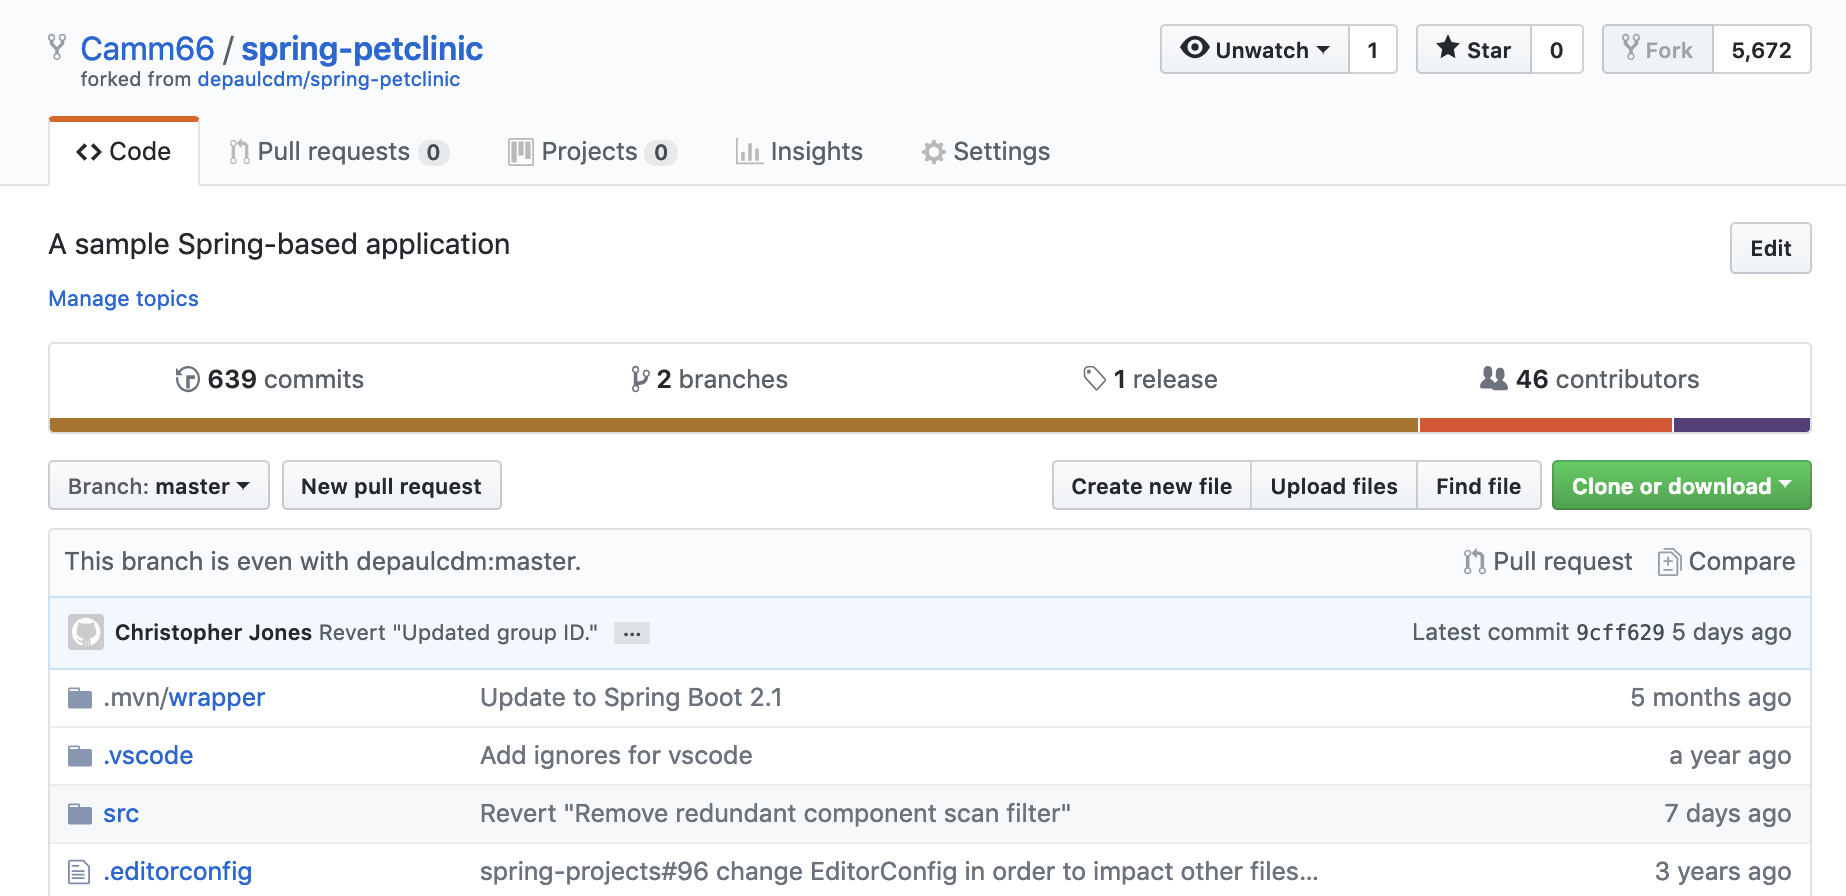 Camm66 / spring-petclinic
forked from depaulcdm/spring-petclinic
Unwatch 1 Star 0 Fork 5,672
Code Pull requests 0 Projects 0 Insights Settings
A sample Spring-based application
Edit
Manage topics
639 commits 2 branches 1 release 46 contributors
Branch: master New pull request Create new file Upload files Find file Clone or download
This branch is even with depaulcdm:master. Pull request Compare
Christopher Jones Revert "Updated group ID." ... Latest commit 9cff629 5 days ago
.mvn/wrapper Update to Spring Boot 2.1 5 months ago
.vscode Add ignores for vscode a year ago
src Revert "Remove redundant component scan filter" 7 days ago
.editorconfig spring-projects#96 change EditorConfig in order to impact other files... 3 years ago